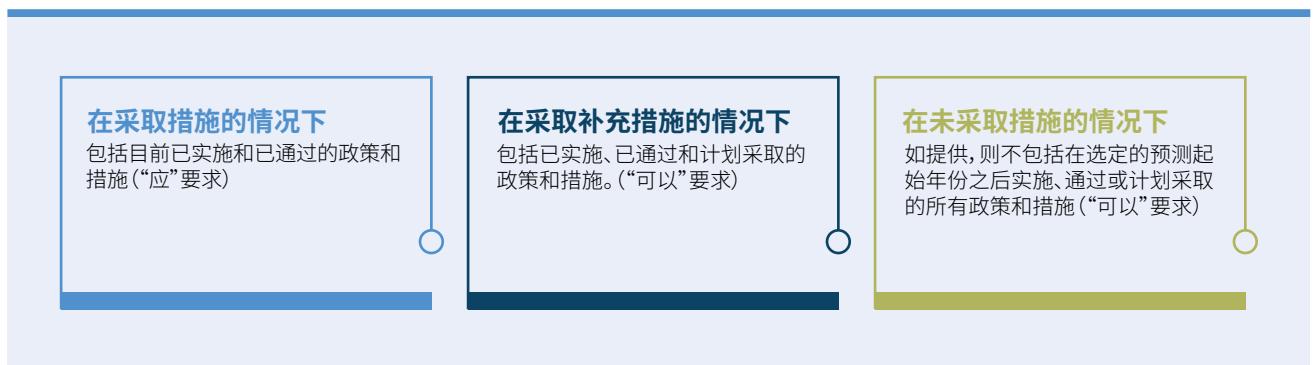 在采取措施的情况下
包括目前已实施和已通过的政策和
措施(“应”要求)
在采取补充措施的情况下
包括已实施、已通过和计划采取的
政策和措施。(“可以”要求)
在未采取措施的情况下
如提供,则不包括在选定的预测起
始年份之后实施、通过或计划采取
的所有政策和措施(“可以”要求)